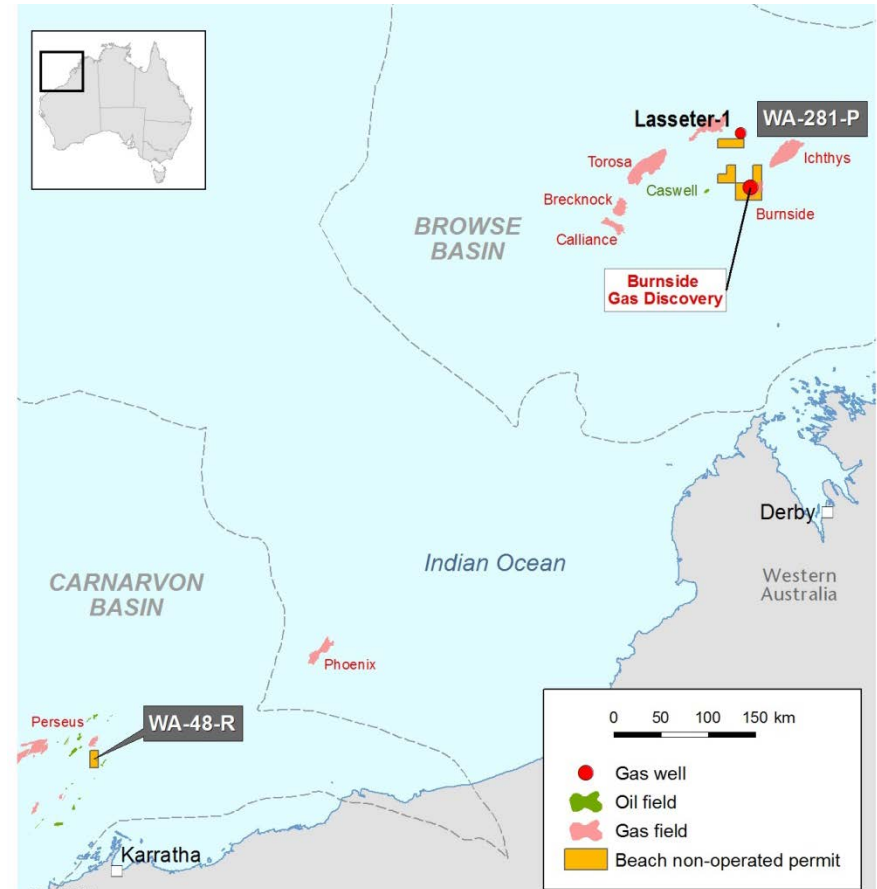 Lasseter-1
WA-281-P
Torosa
Ichthys
Caswell
Brecknock
Burnside
BROWSE
BASIN
Calliance
Burnside
Gas Discovery
Derby
Indian Ocean
Western
Australia
CARNARVON
BASIN
Phoenix
Perseus
WA-48-R
Karratha
0 50 100 150 km
Gas well
Oil field
Gas field
Beach non-operated permit